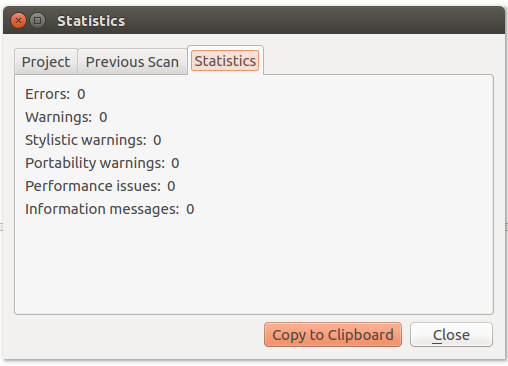 Statistics
Project Previous Scan Statistics
Errors: 0
Warnings: 0
Stylistic warnings: 0
Portability warnings: 0
Performance issues: 0
Information messages: 0
Copy to Clipboard Close